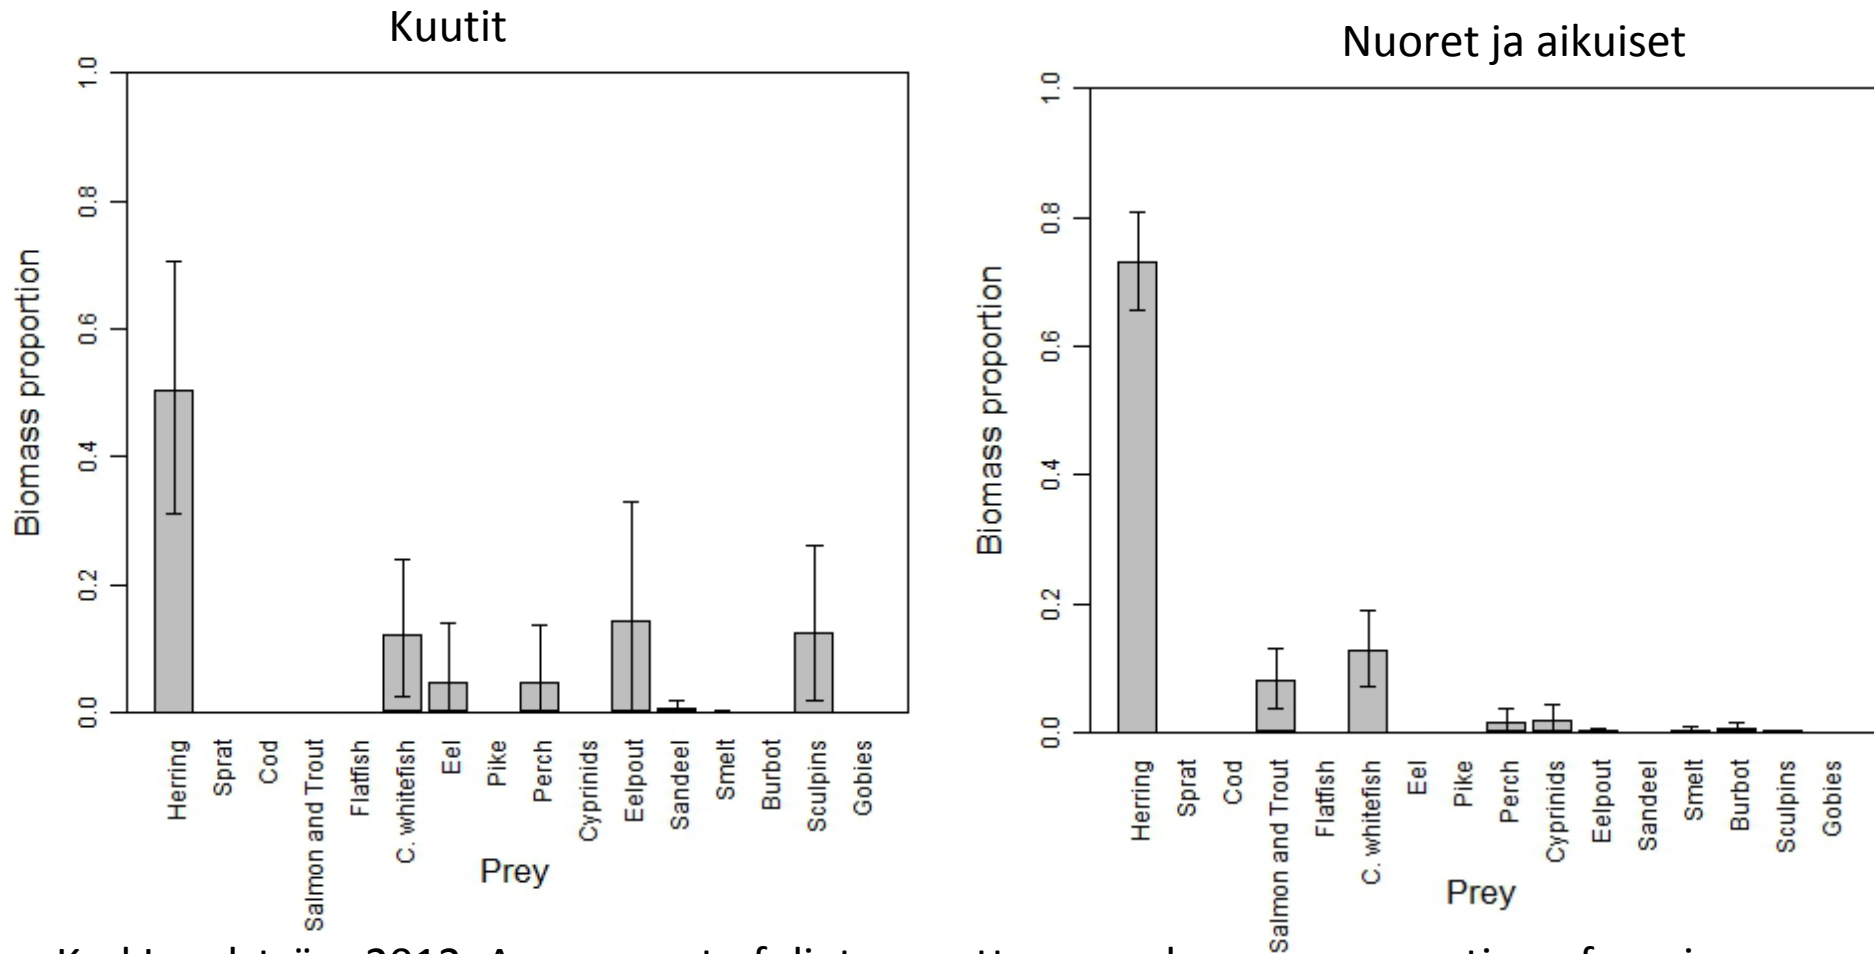 Kuutit
Nuoret ja aikuiset
Biomass proportion
1.0
0.8
0.6
0.4
0.2
0.0
Herring
Sprat
Cod
Salmon and Trout
Flatfish
C. whitefish
Eel
Pike
Perch
Cyprinids
Eelpout
Sandeel
Smelt
Burbot
Sculpins
Gobies
Prey
Biomass proportion
1.0
0.8
0.6
0.4
0.2
0.0
Herring
Sprat
Cod
Salmon and Trout
Flatfish
C. whitefish
Eel
Pike
Perch
Cyprinids
Eelpout
Sandeel
Smelt
Burbot
Sculpins
Gobies
Prey
2012